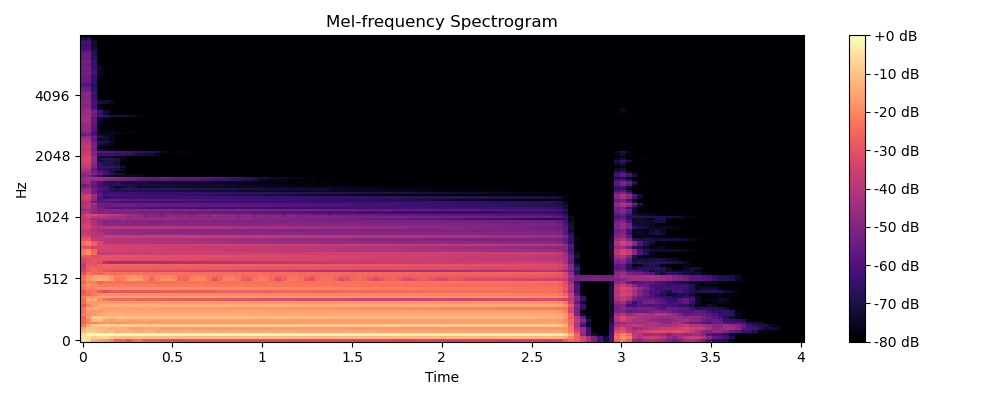 Mel-frequency Spectrogram
+0 dB
-10 dB
-20 dB
-30 dB
-40 dB
-50 dB
-60 dB
-70 dB
-80 dB
Hz
4096
2048
1024
512
0
0 0.5 1 1.5 2 2.5 3 3.5 4
Time